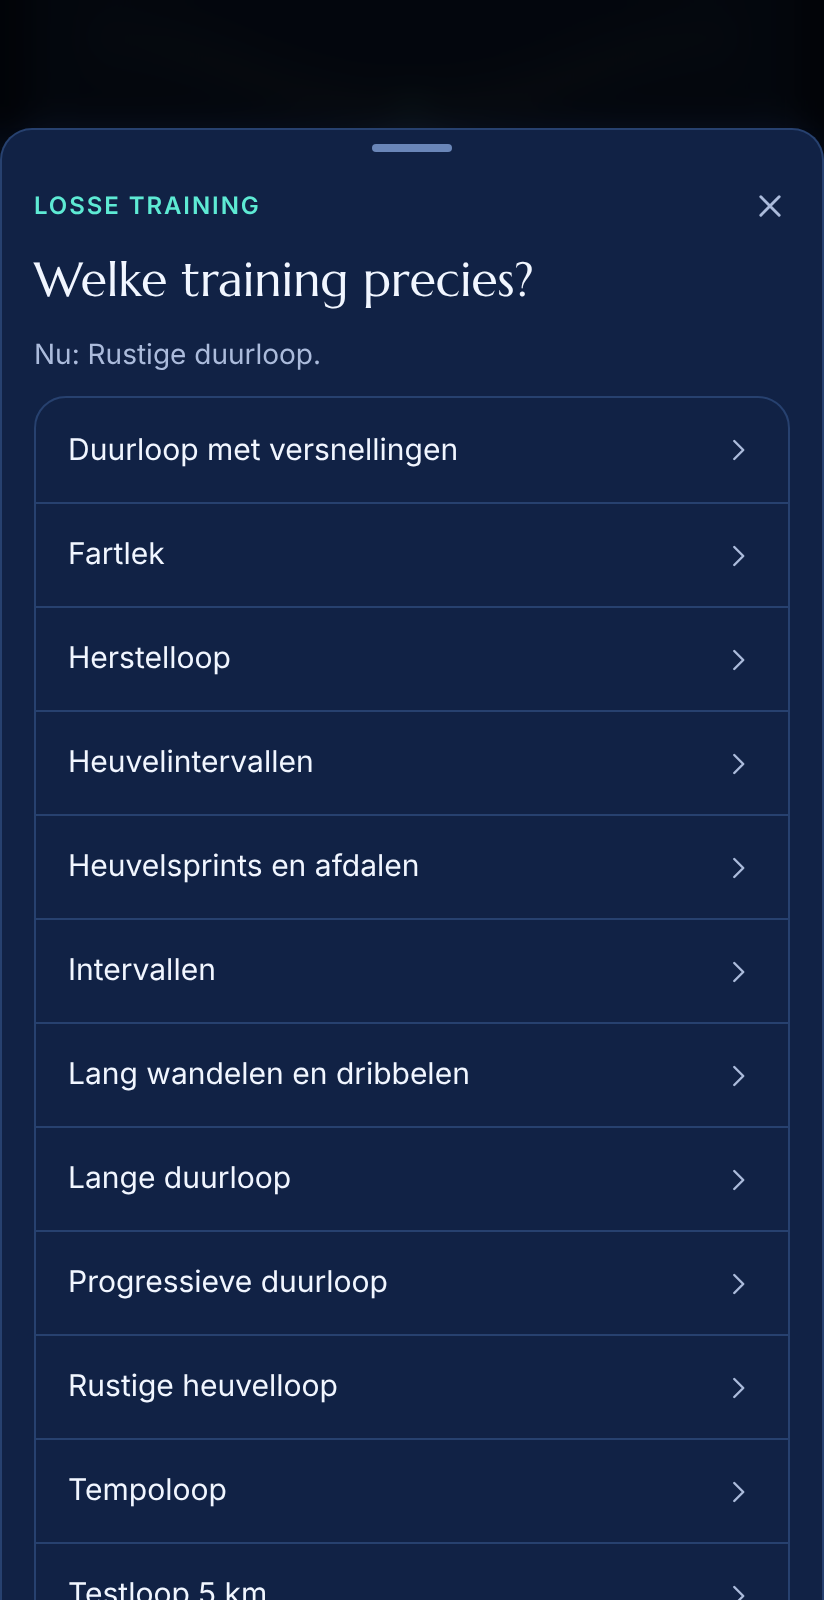 LOSSE TRAINING
Welke training precies?
Nu: Rustige duurloop.
Duurloop met versnellingen
Fartlek
Herstelloop
Heuvelintervallen
Heuvelsprints en afdalen
Intervallen
Lang wandelen en dribbelen
Lange duurloop
Progressieve duurloop
Rustige heuvelloop
Tempoloop
Testloop 5 km